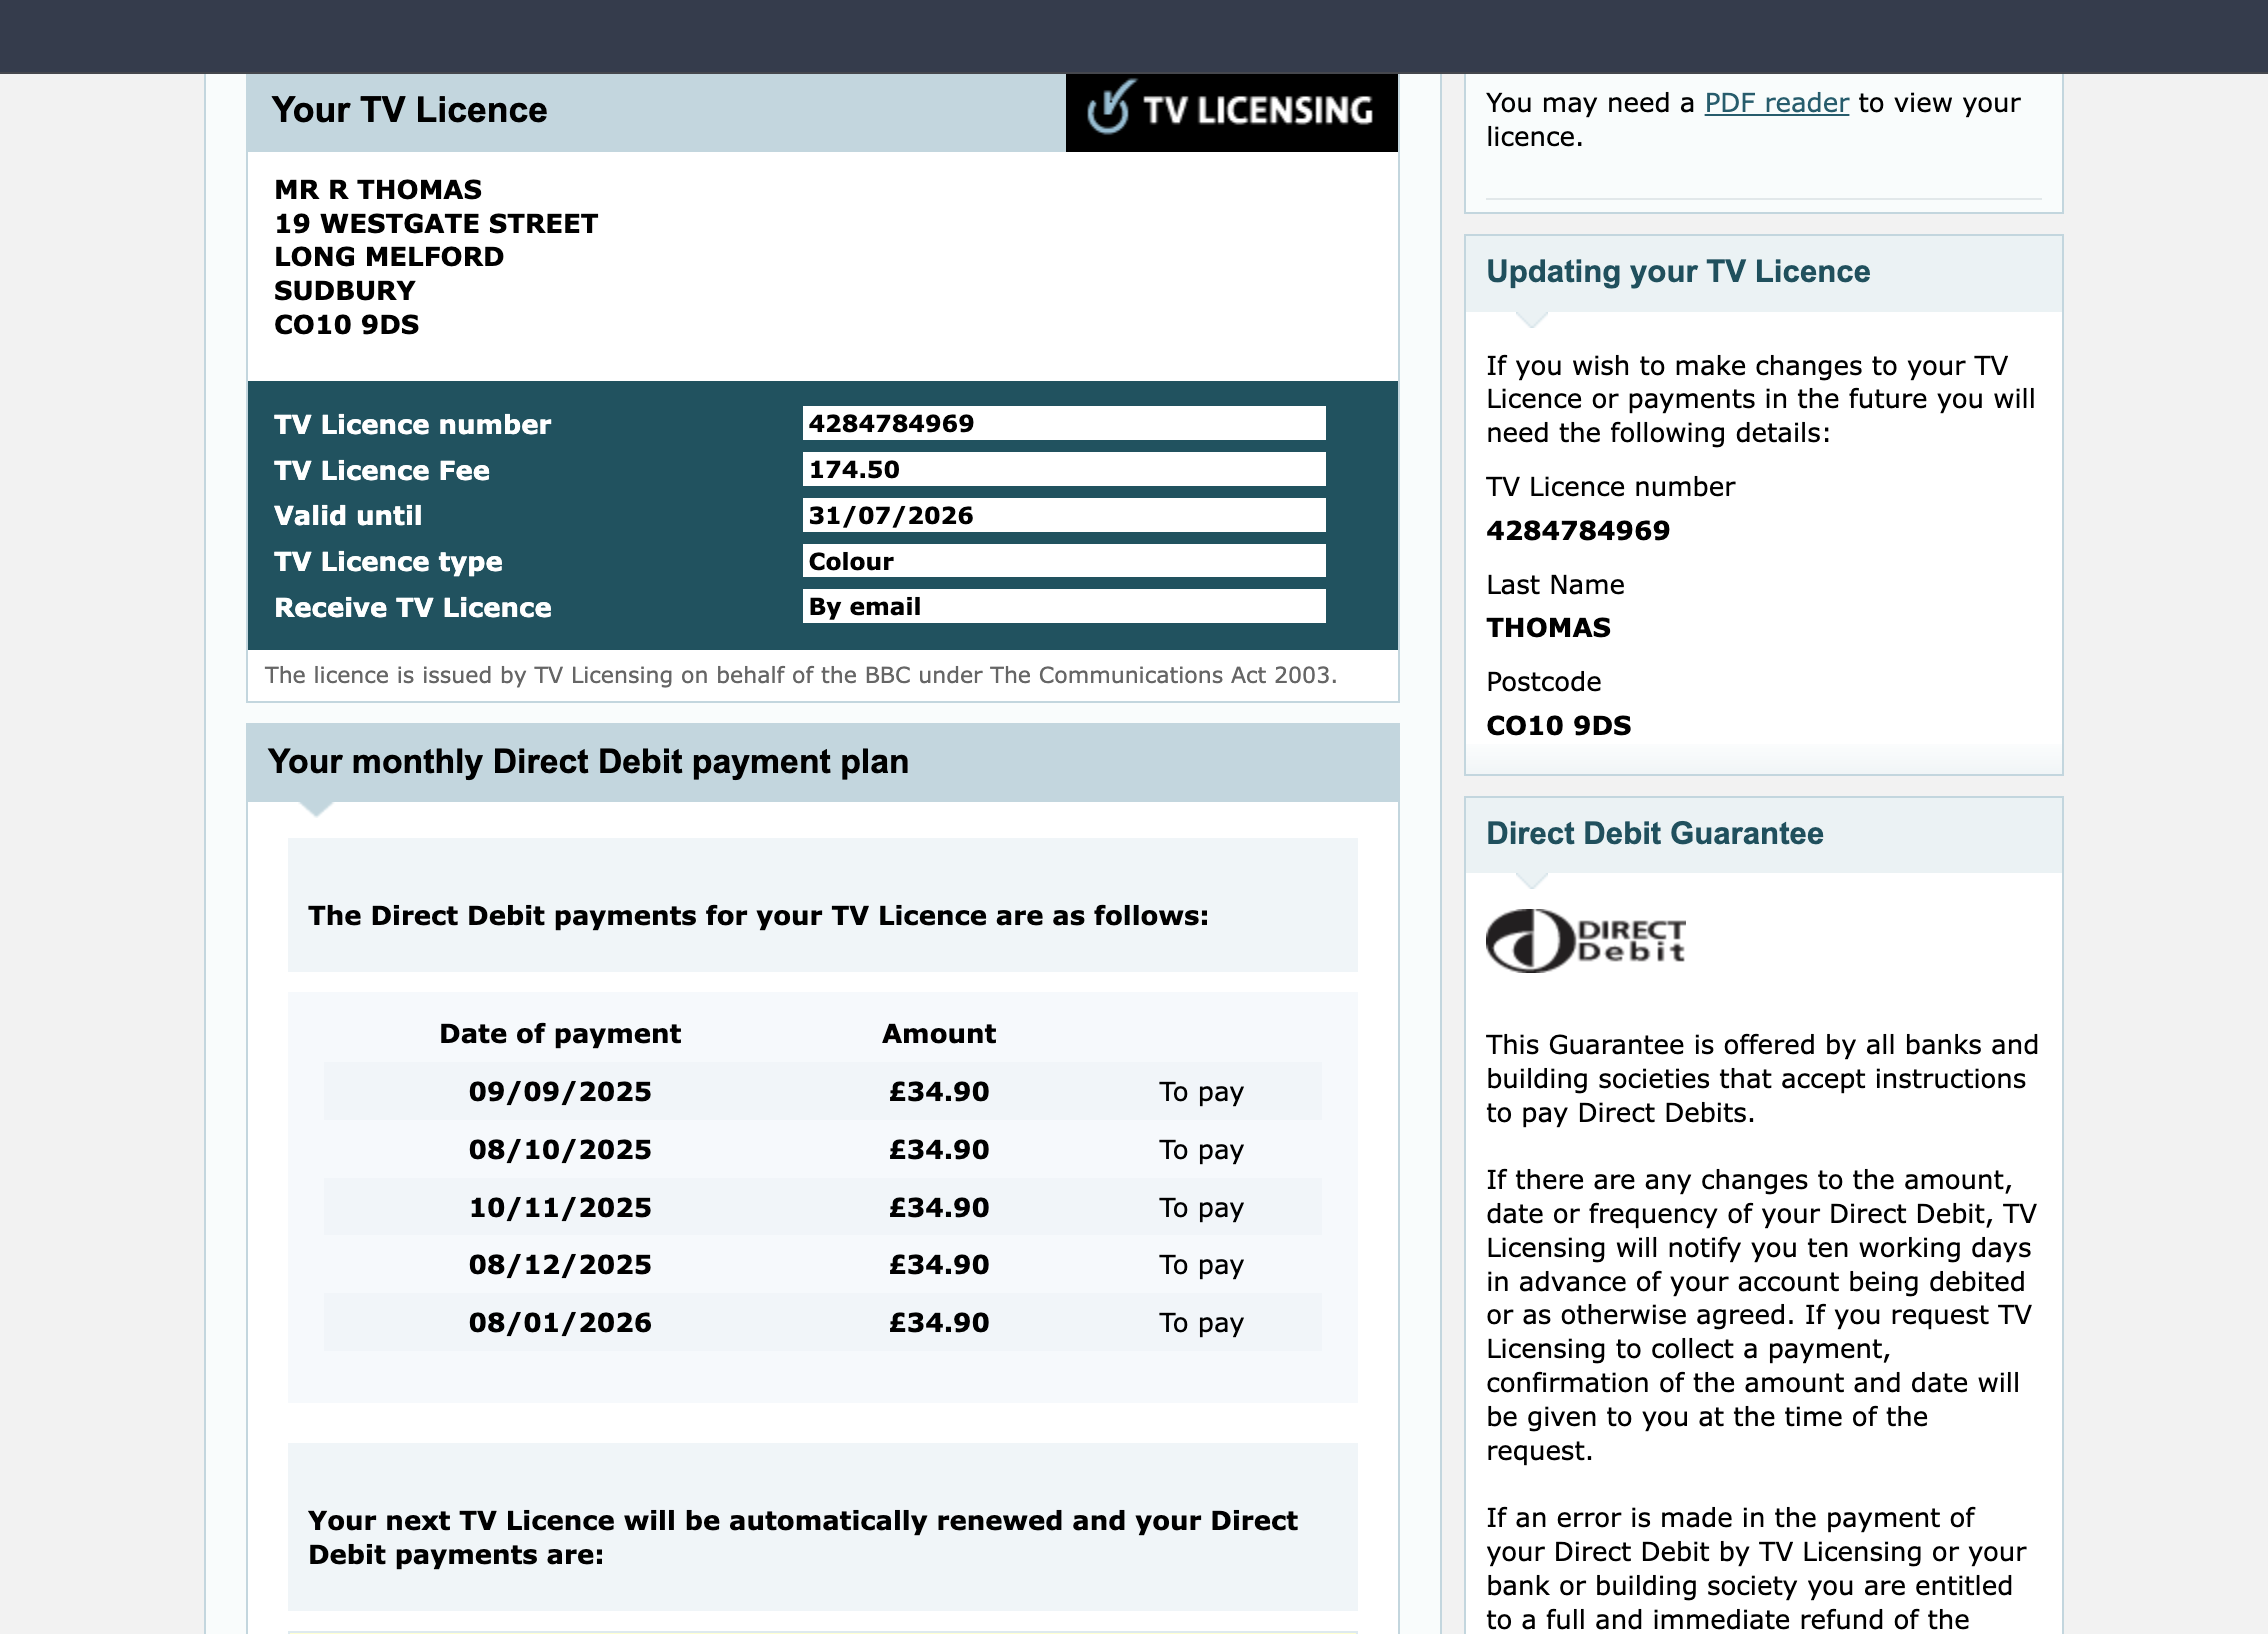 Your TV Licence
TV LICENSING
MR R THOMAS
19 WESTGATE STREET
LONG MELFORD
SUDBURY
CO10 9DS
TV Licence number 4284784969
TV Licence Fee 174.50
Valid until 31/07/2026
TV Licence type Colour
Receive TV Licence By email
The licence is issued by TV Licensing on behalf of the BBC under The Communications Act 2003.
Your monthly Direct Debit payment plan
The Direct Debit payments for your TV Licence are as follows:
Date of payment Amount
09/09/2025 £34.90 To pay
08/10/2025 £34.90 To pay
10/11/2025 £34.90 To pay
08/12/2025 £34.90 To pay
08/01/2026 £34.90 To pay
Your next TV Licence will be automatically renewed and your Direct
Debit payments are:
You may need a PDF reader to view your
licence.
Updating your TV Licence
If you wish to make changes to your TV
Licence or payments in the future you will
need the following details:
TV Licence number
4284784969
Last Name
THOMAS
Postcode
CO10 9DS
Direct Debit Guarantee
DIRECT
Debit
This Guarantee is offered by all banks and
building societies that accept instructions
to pay Direct Debits.
If there are any changes to the amount,
date or frequency of your Direct Debit, TV
Licensing will notify you ten working days
in advance of your account being debited
or as otherwise agreed. If you request TV
Licensing to collect a payment,
confirmation of the amount and date will
be given to you at the time of the
request.
If an error is made in the payment of
your Direct Debit by TV Licensing or your
bank or building society you are entitled
to a full and immediate refund of the